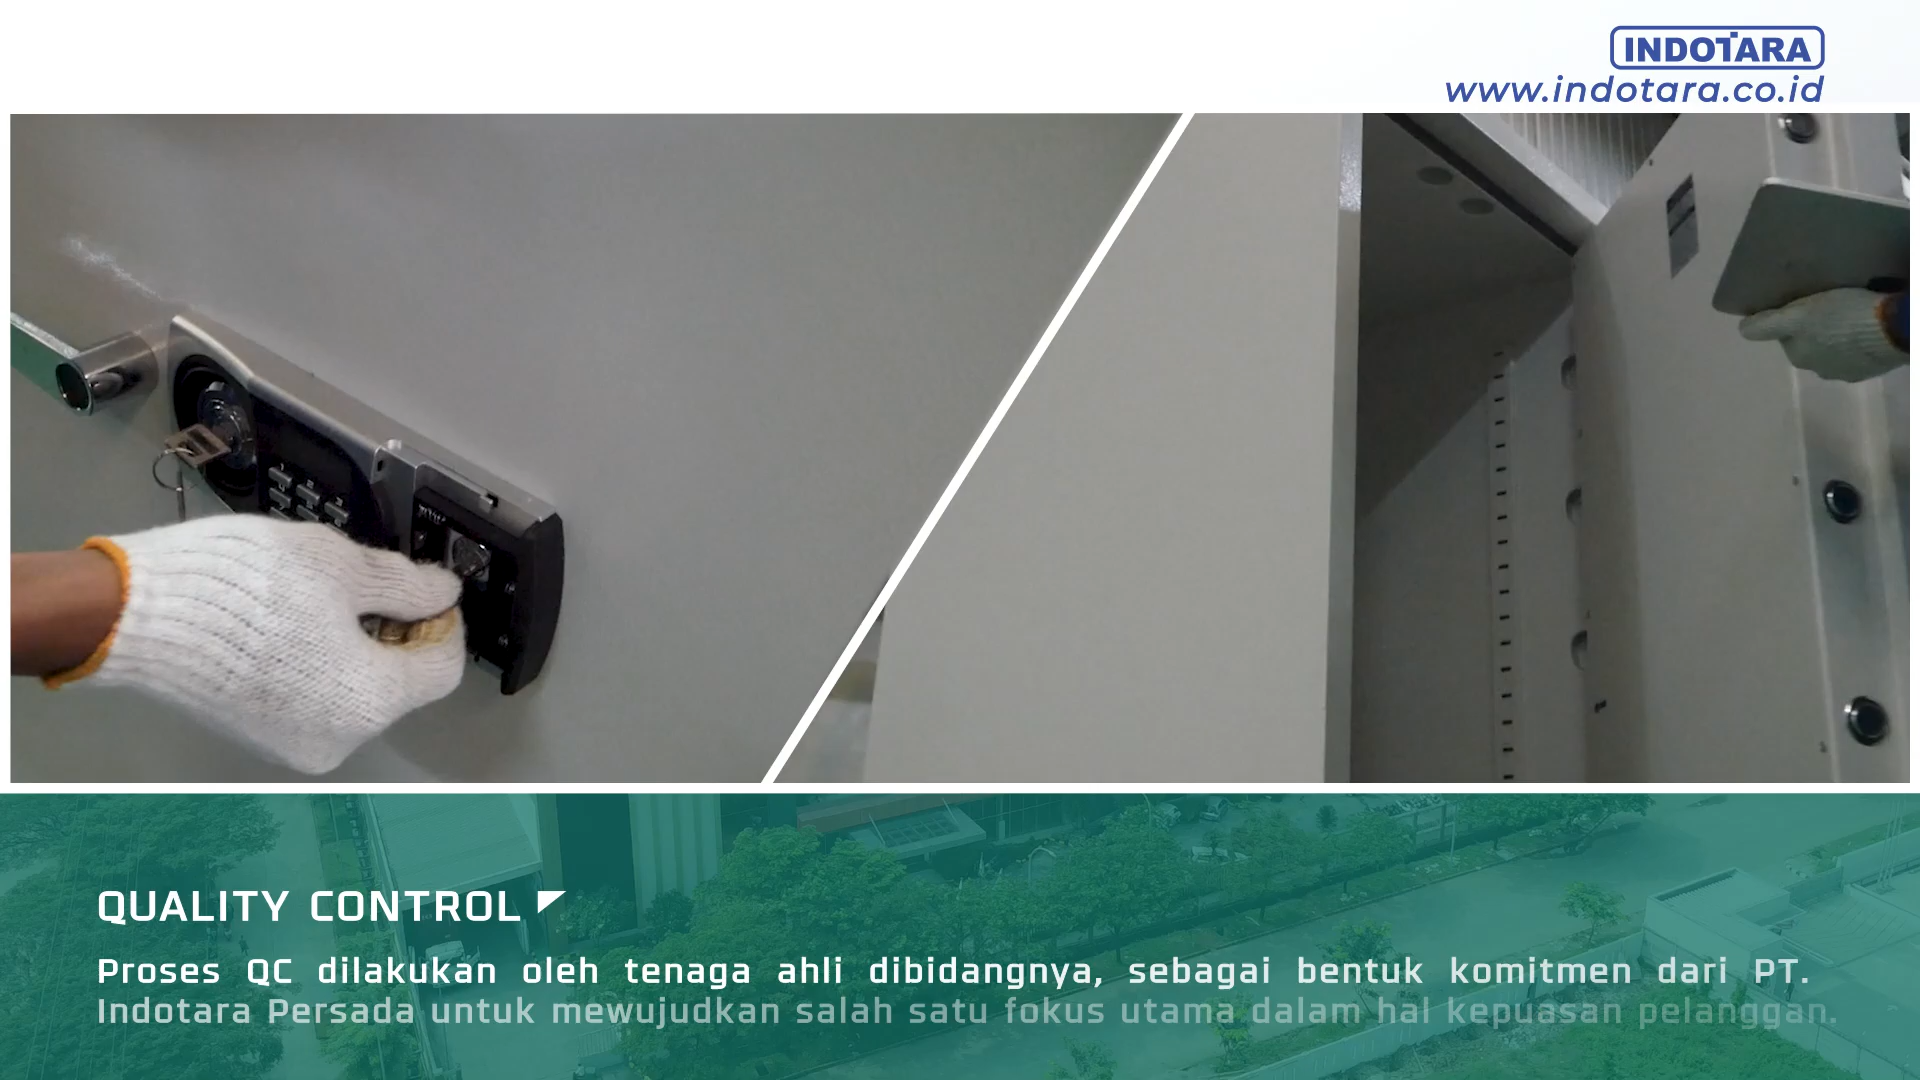 INDOTARA
www.indotara.co.id
QUALITY CONTROL
Proses QC dilakukan oleh tenaga ahli dibidangnya, sebagai bentuk komitmen dari PT.
Indotara Persada untuk mewujudkan salah satu fokus utama dalam hal kepuasan pelanggan.